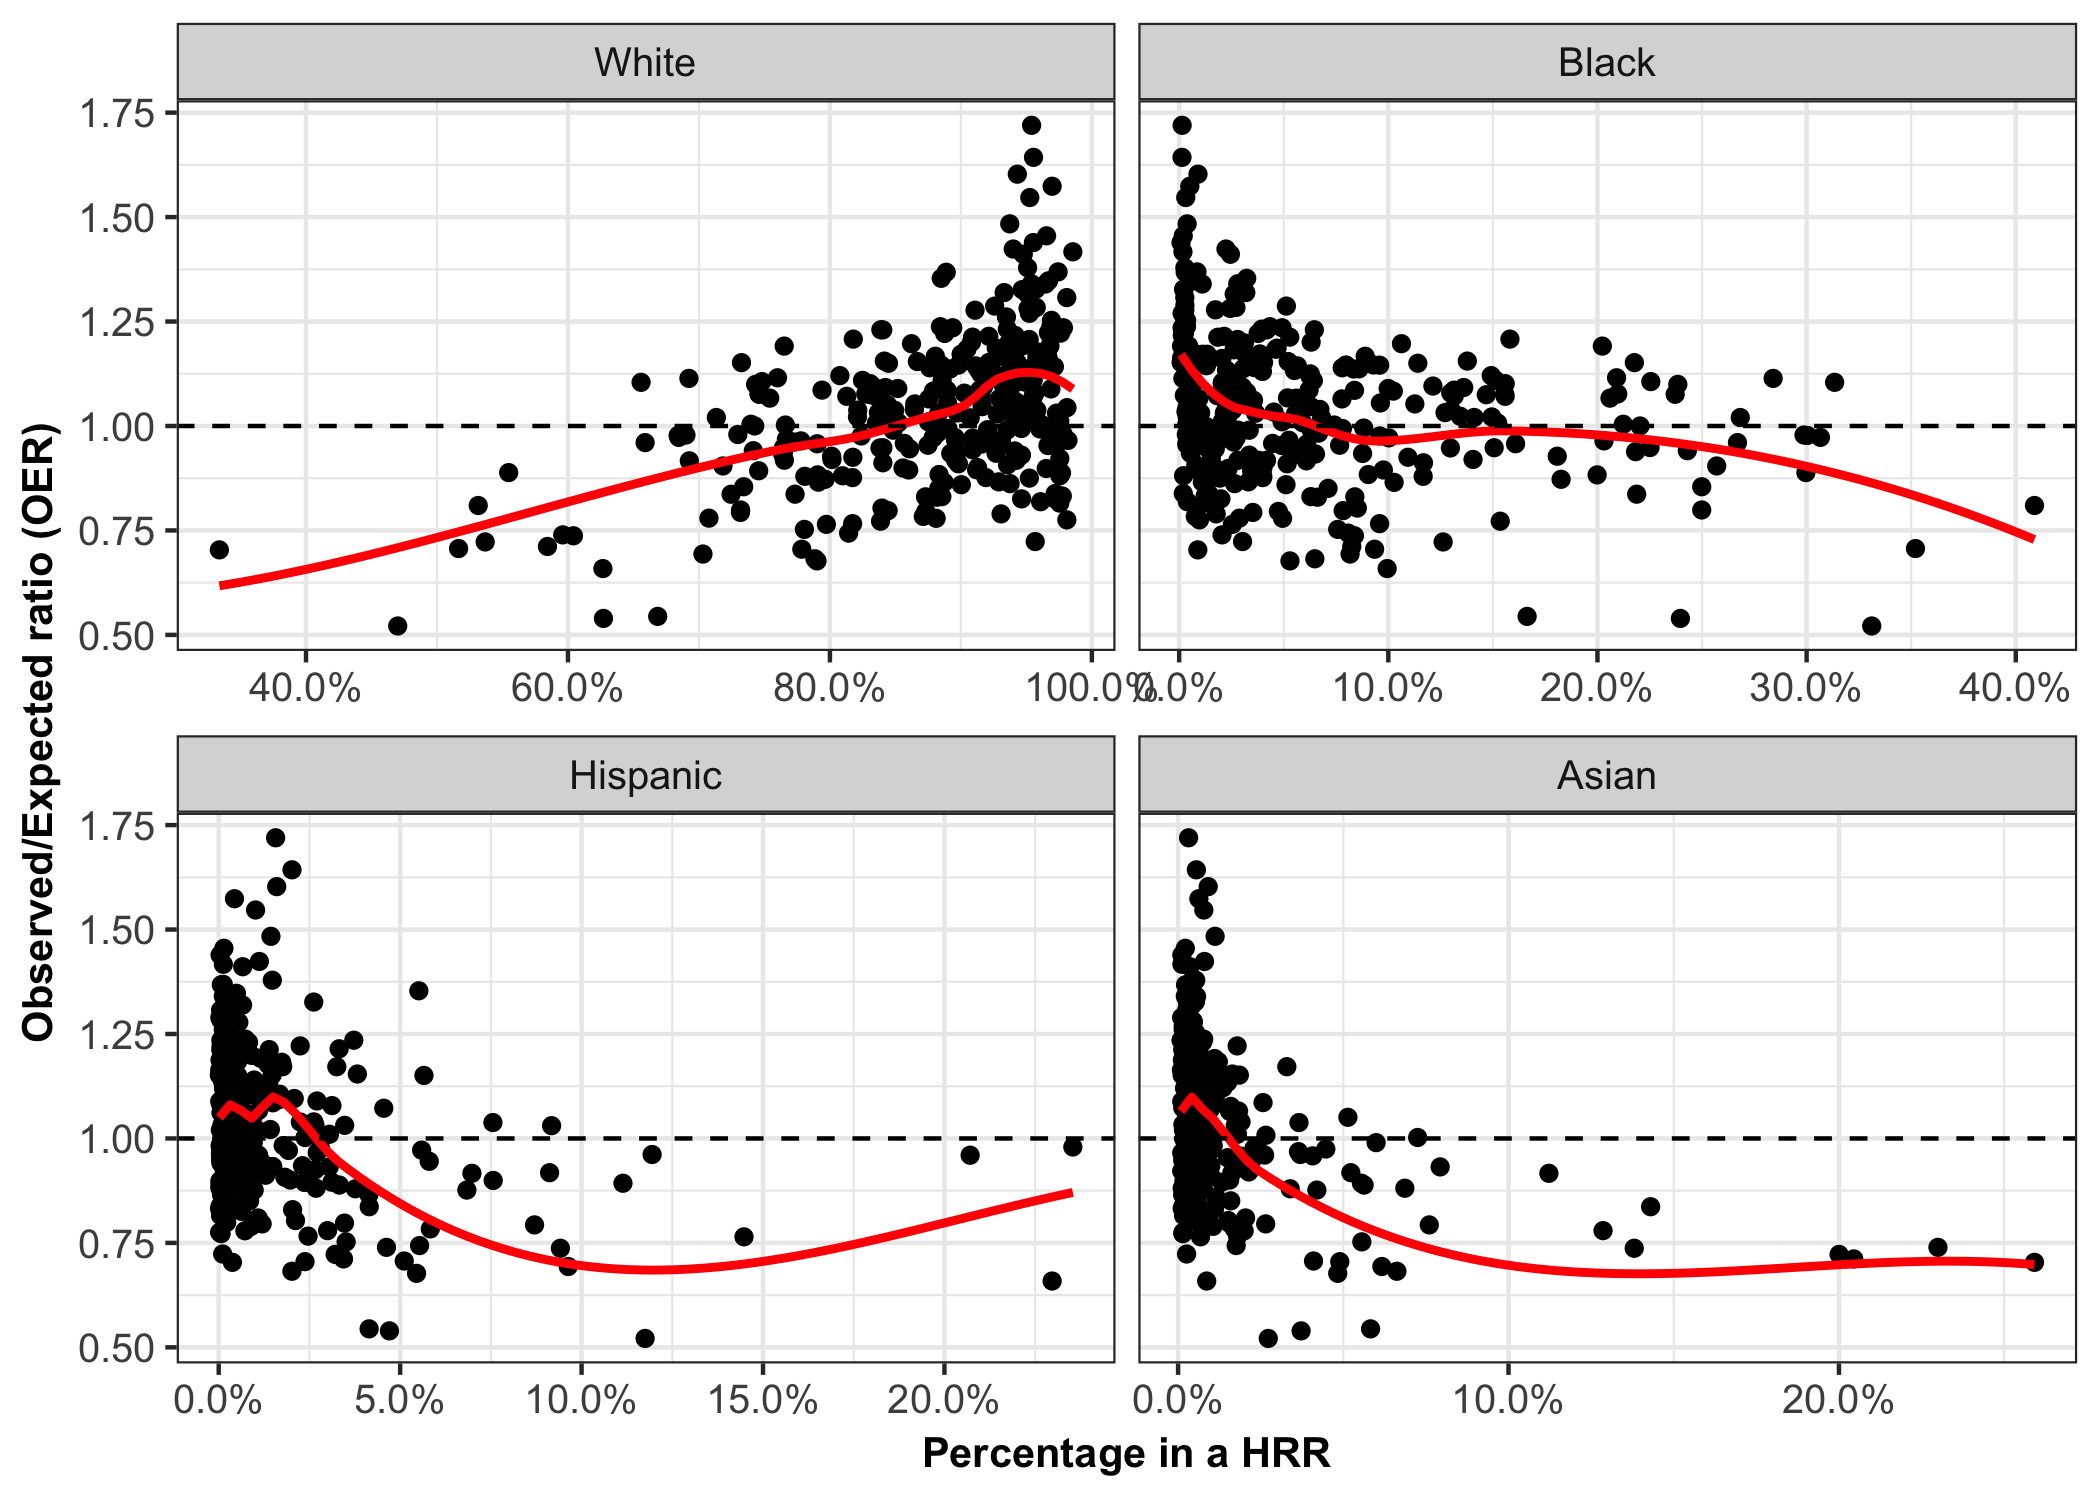 White
Black
1.75
1.50
1.25
1.00
0.75
0.50
40.0% 60.0% 80.0% 100.0%
0.0% 10.0% 20.0% 30.0% 40.0%
Observed/Expected ratio (OER)
Hispanic
Asian
1.75
1.50
1.25
1.00
0.75
0.50
0.0% 5.0% 10.0% 15.0% 20.0%
0.0% 10.0% 20.0%
Percentage in a HRR